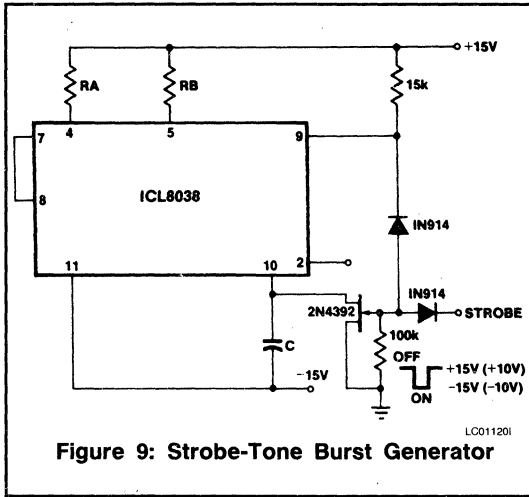 +15V
RA
RB
15k
4
5
7
9
ICL8038
8
IN914
11
10
2
IN914
2N4392
STROBE
100k
C
OFF
+15V (+10V)
-15V
-15V (-10V)
ON
LC01120I
Figure 9: Strobe-Tone Burst Generator